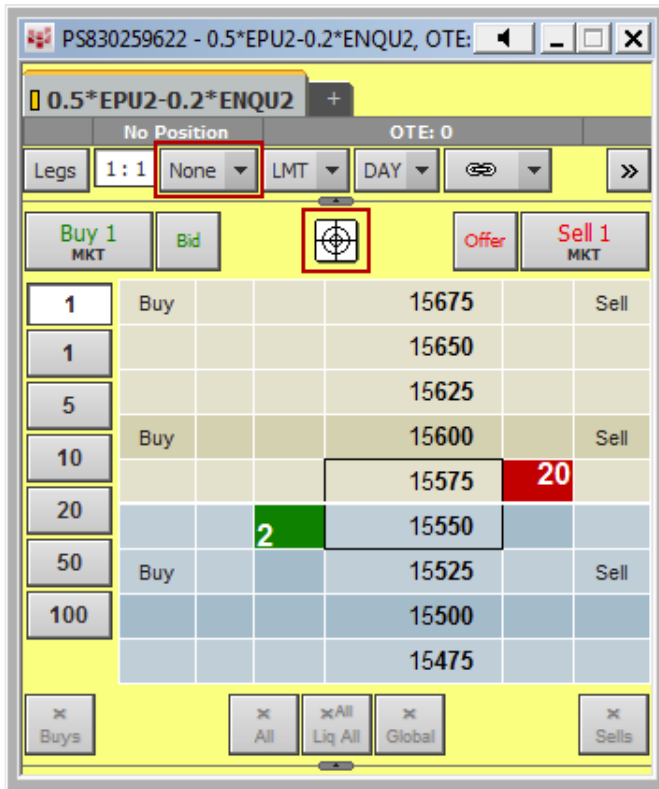 PS830259622 - 0.5*EPU2-0.2*ENQU2, OTE:
0.5*EPU2-0.2*ENQU2 +
No Position OTE: 0
Legs 1 : 1 None LMT DAY »
Buy 1 MKT Bid Offer Sell 1 MKT
1 Buy 15675 Sell
1 15650
5 15625
10 Buy 15600 Sell
15575 20
20 2 15550
50 Buy 15525 Sell
100 15500
15475
× Buys × All ×All Liq All × Global × Sells